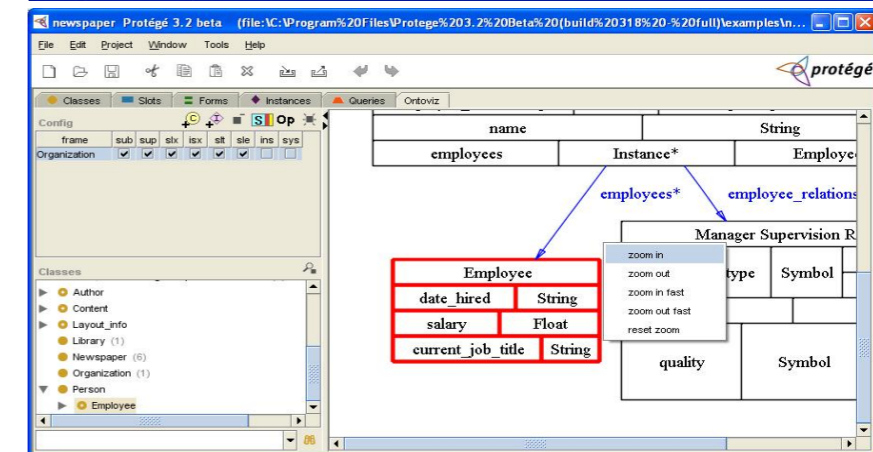 newspaper Protégé 3.2 beta (file:\C:\Program%20Files\Protege%203.2%20Beta%20(build%20318%20-%20full)\examples\n...
File Edit Project Window Tools Help
protégé
Classes Slots Forms Instances Queries Ontoviz
Config
C I S Op
frame sub sup slx isx slt sle ins sys
Organization
Classes
Author
Content
Layout_info
Library (1)
Newspaper (6)
Organization (1)
Person
Employee
name String
employees Instance* Employe
employees* employee_relations
Manager Supervision R
type Symbol
quality Symbol
Employee
date_hired String
salary Float
current_job_title String
zoom in
zoom out
zoom in fast
zoom out fast
reset zoom